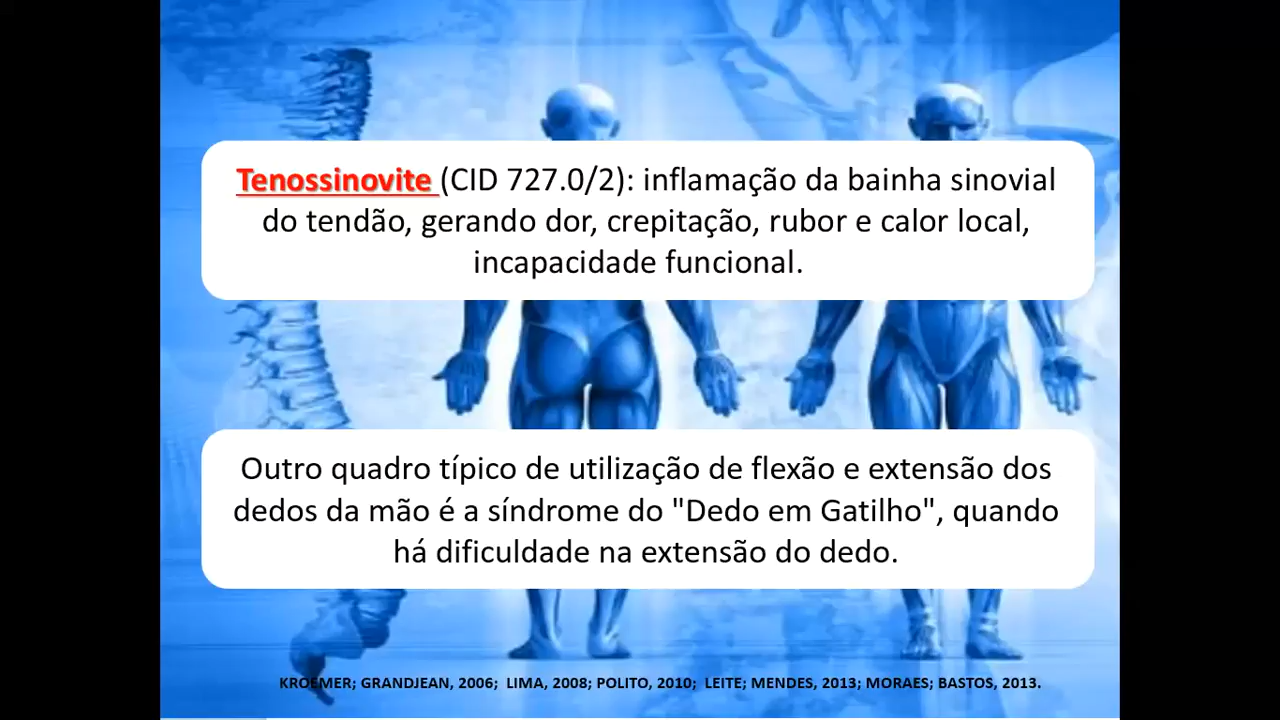 Tenossinovite (CID 727.0/2): inflamação da bainha sinovial
do tendão, gerando dor, crepitação, rubor e calor local,
incapacidade funcional.
Outro quadro típico de utilização de flexão e extensão dos
dedos da mão é a síndrome do "Dedo em Gatilho", quando
há dificuldade na extensão do dedo.
KROEMER; GRANDJEAN, 2006; LIMA, 2008; POLITO, 2010; LEITE; MENDES, 2013; MORAES; BASTOS, 2013.